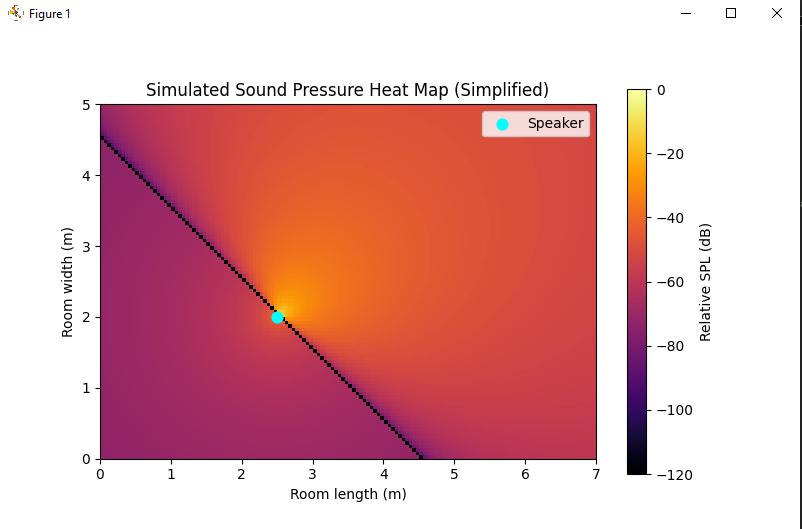 Figure 1
Simulated Sound Pressure Heat Map (Simplified)
Speaker
5
4
3
2
1
0
Room width (m)
0 1 2 3 4 5 6 7
Room length (m)
0
−20
−40
−60
−80
−100
−120
Relative SPL (dB)